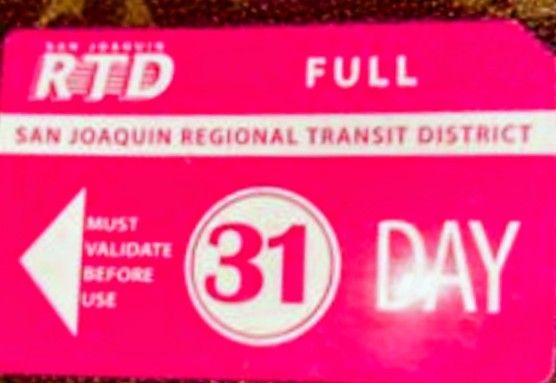 SAN JOAQUIN
RTD
FULL
SAN JOAQUIN REGIONAL TRANSIT DISTRICT
MUST
VALIDATE
BEFORE
USE
31
DAY